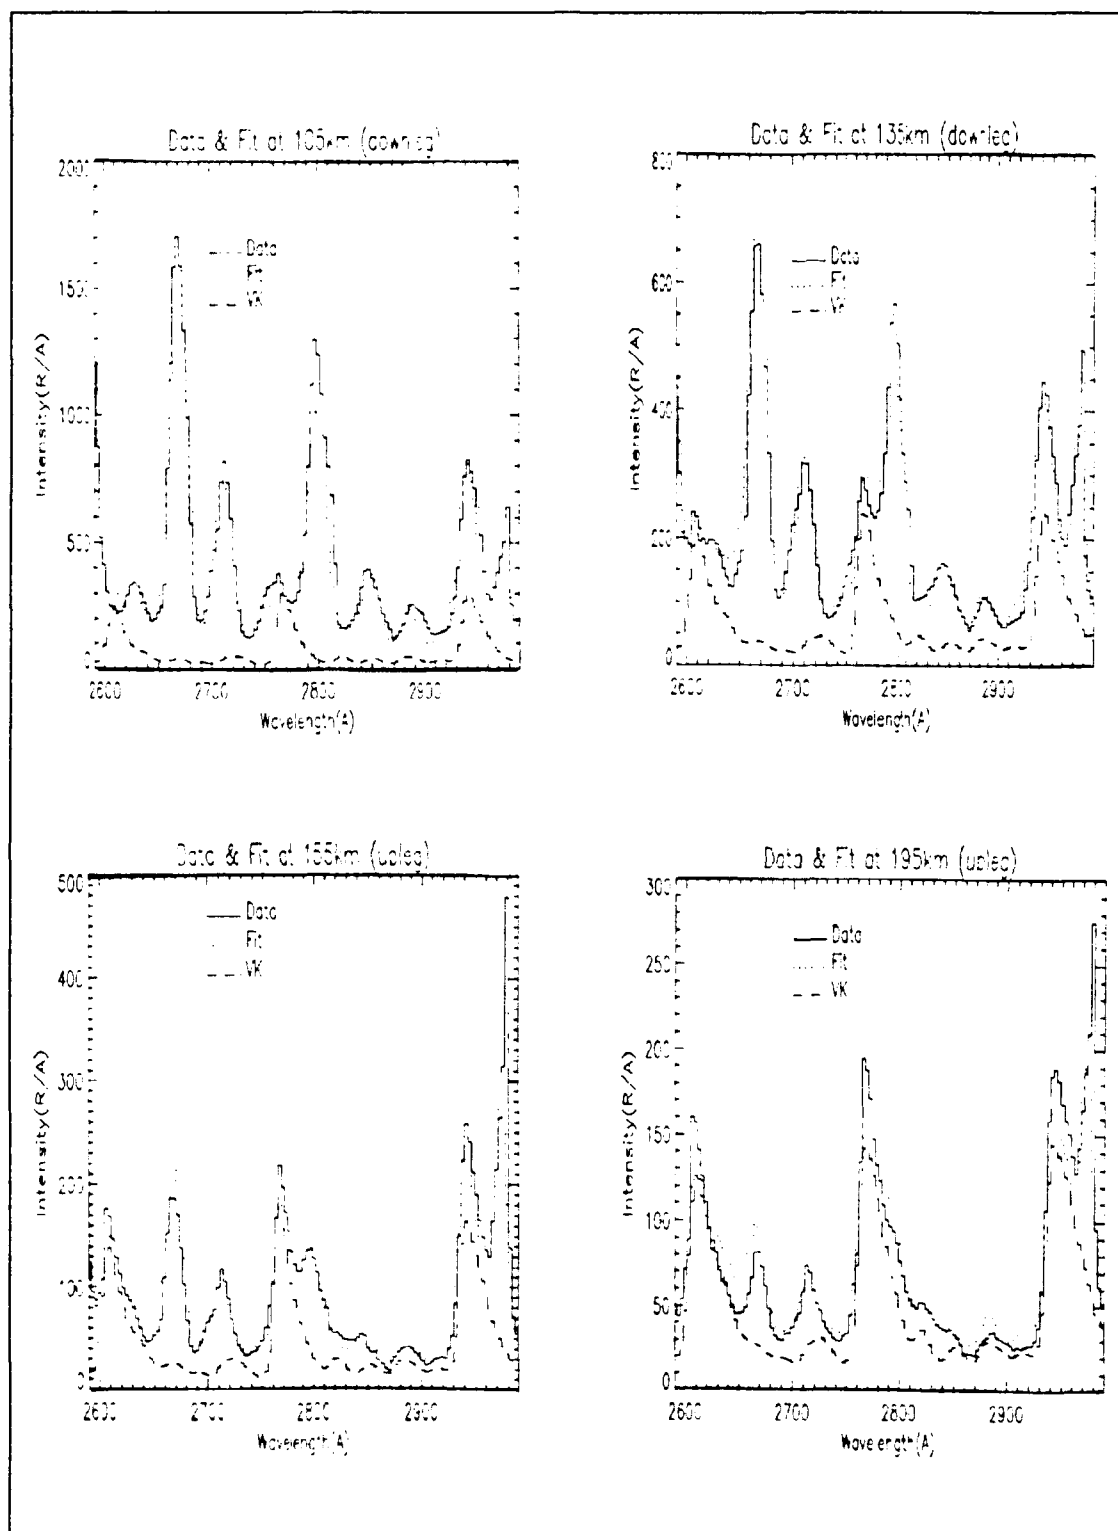 Data & Fit at 105km (downleg)
2000
1500
1000
500
0
Intensity(R/A)
Data
Fit
VK
2600
2700
2800
2900
Wavelength(A)
Data & Fit at 135km (downleg)
800
600
400
200
0
Intensity(R/A)
Data
Fit
VK
2600
2700
2800
2900
Wavelength(A)
Data & Fit at 155km (upleg)
500
400
300
200
100
0
Intensity(R/A)
Data
Fit
VK
2600
2700
2800
2900
Wavelength(A)
Data & Fit at 195km (upleg)
300
250
200
150
100
50
0
Intensity(R/A)
Data
Fit
VK
2600
2700
2800
2900
Wavelength(A)